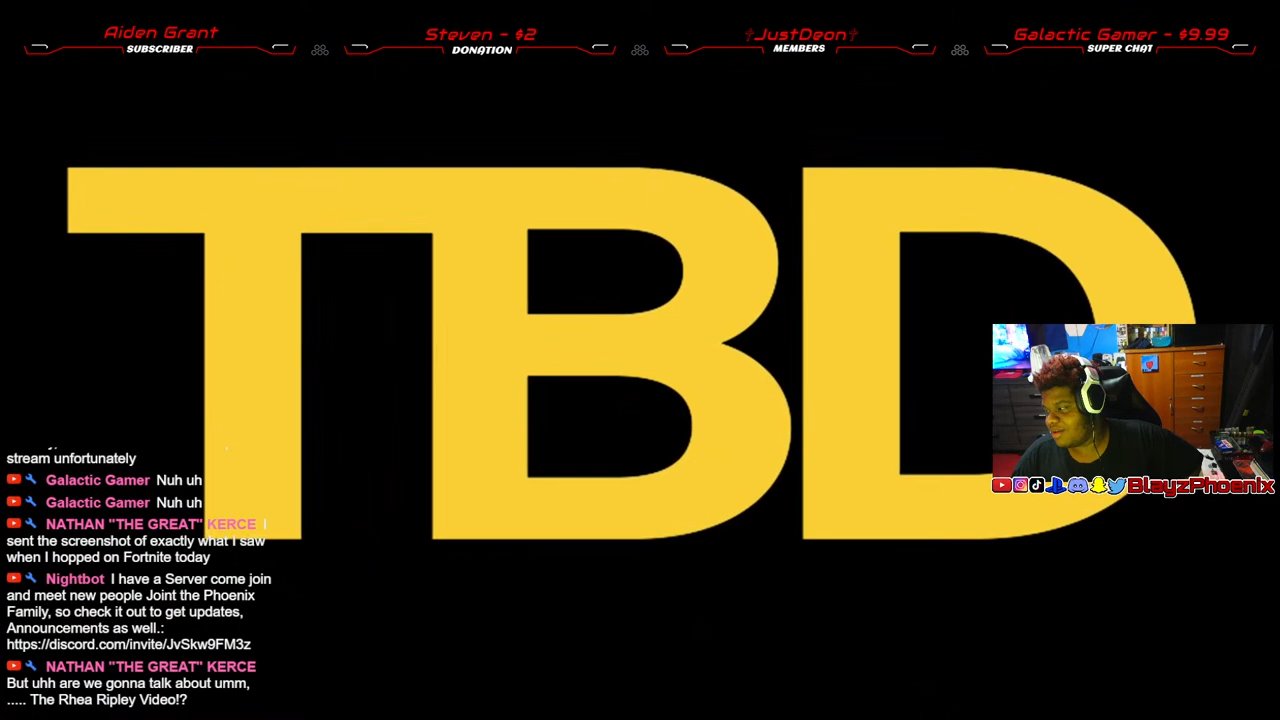 Aiden Grant
SUBSCRIBER
Steven - $2
DONATION
✝JustDeon✝
MEMBERS
Galactic Gamer - $9.99
SUPER CHAT
TBD
stream unfortunately
Galactic Gamer Nuh uh
Galactic Gamer Nuh uh
NATHAN "THE GREAT" KERCE I
sent the screenshot of exactly what I saw
when I hopped on Fortnite today
Nightbot I have a Server come join
and meet new people Joint the Phoenix
Family, so check it out to get updates,
Announcements as well.:
https://discord.com/invite/JvSkw9FM3z
NATHAN "THE GREAT" KERCE
But uhh are we gonna talk about umm,
..... The Rhea Ripley Video!?
BlayzPhoenix